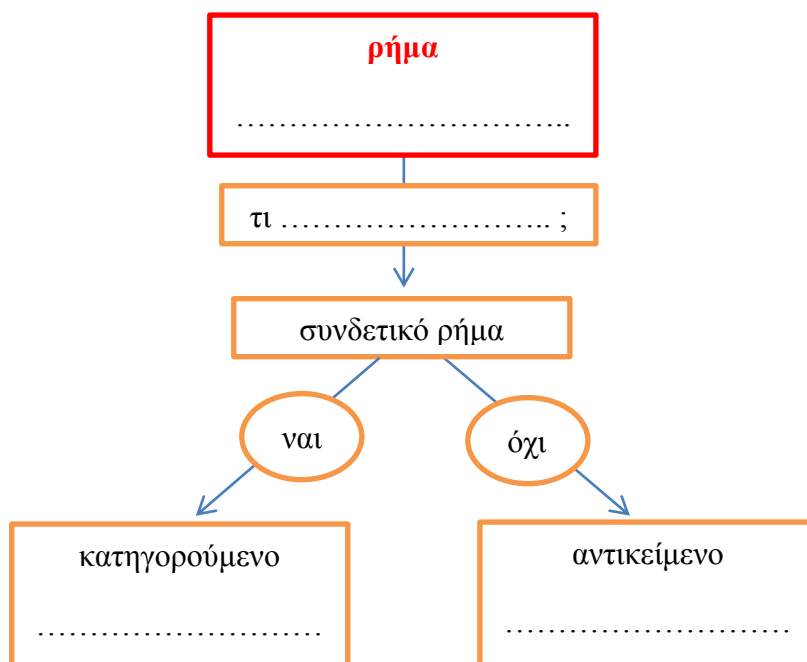 ρήμα
…………………………..
τι …………………….. ;
συνδετικό ρήμα
ναι
όχι
κατηγορούμενο
………………………
αντικείμενο
………………………